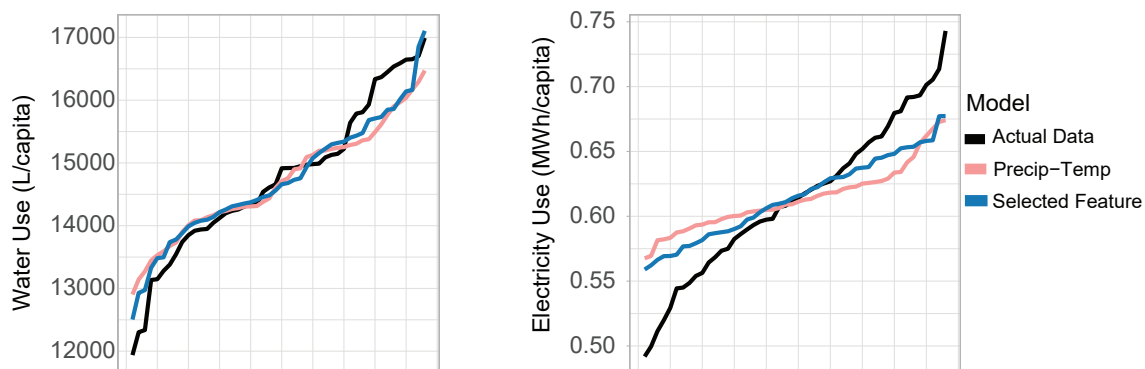 Water Use (L/capita)
17000
16000
15000
14000
13000
12000
Electricity Use (MWh/capita)
0.75
0.70
0.65
0.60
0.55
0.50
Model
Actual Data
Precip−Temp
Selected Feature